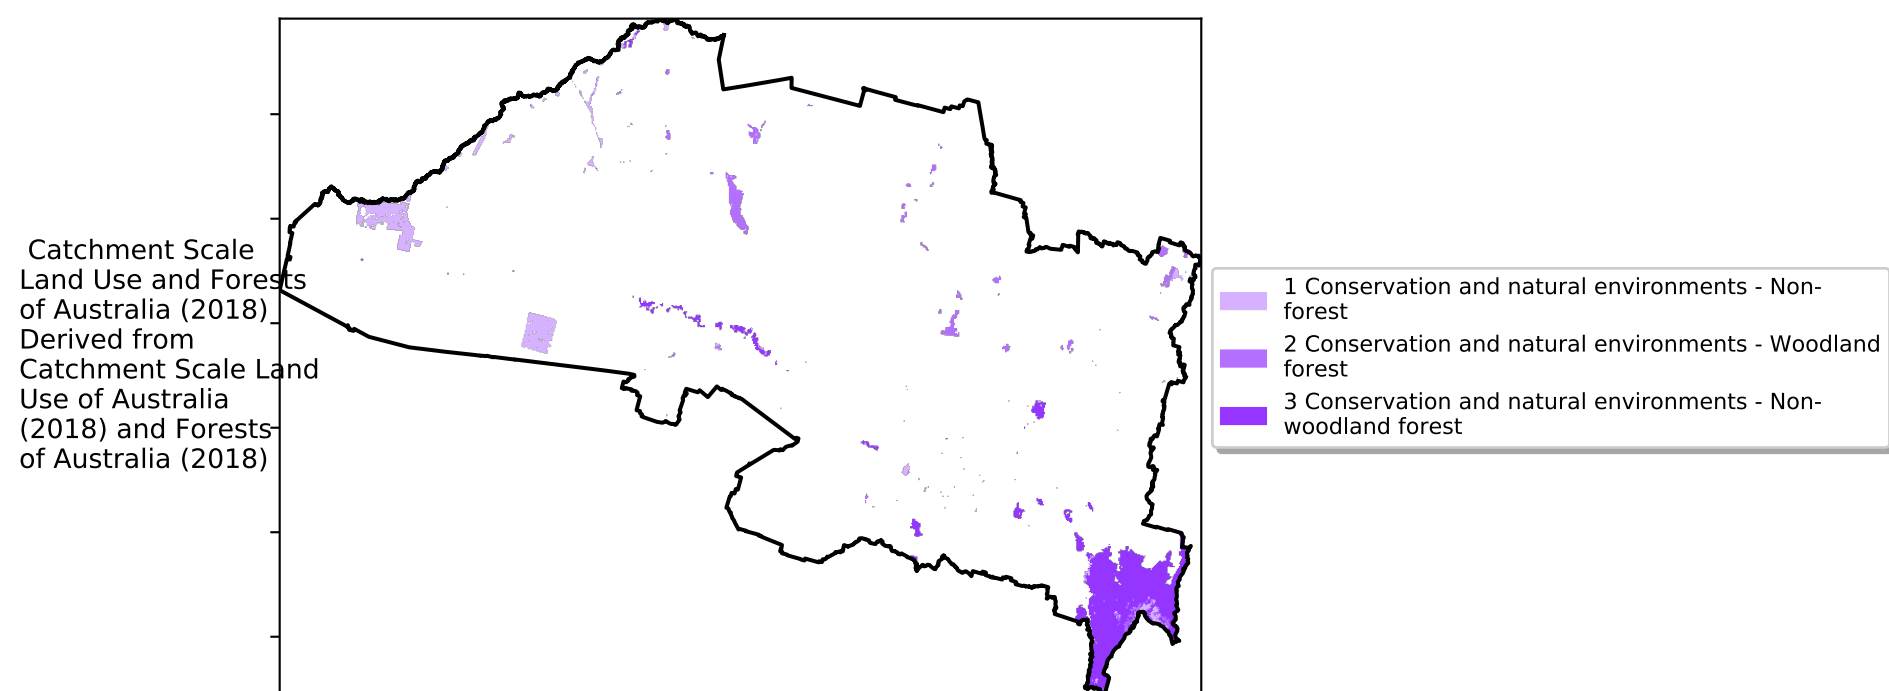 Catchment Scale
Land Use and Forests
of Australia (2018)
Derived from
Catchment Scale Land
Use of Australia
(2018) and Forests
of Australia (2018)
1 Conservation and natural environments - Non-
forest
2 Conservation and natural environments - Woodland
forest
3 Conservation and natural environments - Non-
woodland forest